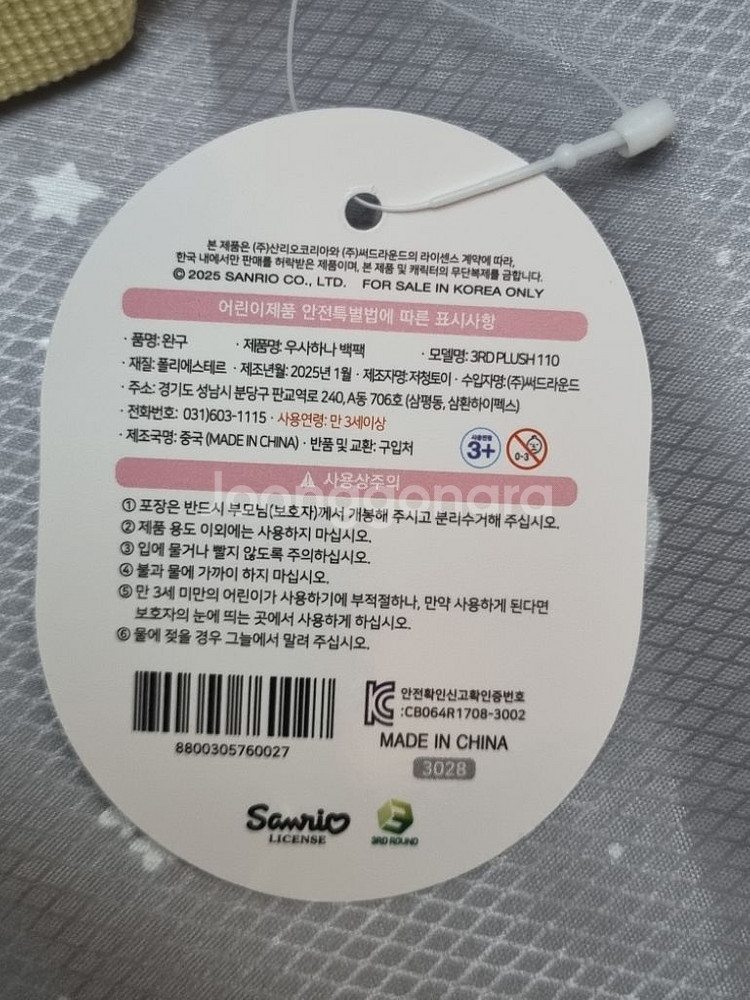 본 제품은 (주)산리오코리아와 (주)써드라운드의 라이센스 계약에 따라,
한국 내에서만 판매를 허락받은 제품이며, 본 제품 및 캐릭터의 무단복제를 금합니다.
© 2025 SANRIO CO., LTD. FOR SALE IN KOREA ONLY
어린이제품 안전특별법에 따른 표시사항
· 품명: 완구 · 제품명: 우사하나 백팩 · 모델명: 3RD PLUSH 110
· 재질: 폴리에스테르 · 제조년월: 2025년 1월 · 제조자명: 저청토이 · 수입자명: (주)써드라운드
· 주소: 경기도 성남시 분당구 판교역로 240, A동 706호 (삼평동, 삼환하이펙스)
· 전화번호: 031)603-1115 · 사용연령: 만 3세이상
· 제조국명: 중국 (MADE IN CHINA) · 반품 및 교환: 구입처
사용연령 3+ 0-3
사용상주의
joonggonara
① 포장은 반드시 부모님(보호자)께서 개봉해 주시고 분리수거해 주십시오.
② 제품 용도 이외에는 사용하지 마십시오.
③ 입에 물거나 빨지 않도록 주의하십시오.
④ 불과 물에 가까이 하지 마십시오.
⑤ 만 3세 미만의 어린이가 사용하기에 부적절하나, 만약 사용하게 된다면
보호자의 눈에 띄는 곳에서 사용하게 하십시오.
⑥ 물에 젖을 경우 그늘에서 말려 주십시오.
안전확인신고확인증번호
:CB064R1708-3002
MADE IN CHINA
3028
8800305760027
Sanrio
LICENSE
3
3RD ROUND